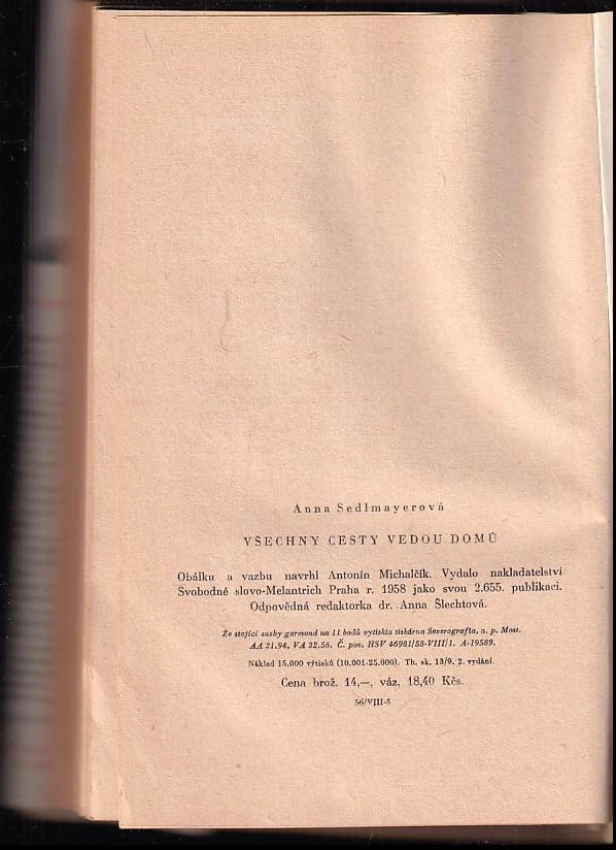 Anna Sedlmayerová
VŠECHNY CESTY VEDOU DOMŮ
Obálku a vazbu navrhl Antonín Michalčík. Vydalo nakladatelství
Svobodné slovo-Melantrich Praha r. 1958 jako svou 2.655. publikaci.
Odpovědná redaktorka dr. Anna Šlechtová.
Ze stojící sazby garmond na 11 bodů vytiskla tiskárna Severografia, n. p. Most.
AA 21.94, VA 22.56. Č. pov. HSV 46981/58-VIII/1. A-19589.
Náklad 15.000 výtisků (10.001-25.000). Th. sk. 13/9. 2. vydání.
Cena brož. 14,—, váz. 18,40 Kčs.
56/VIII-5